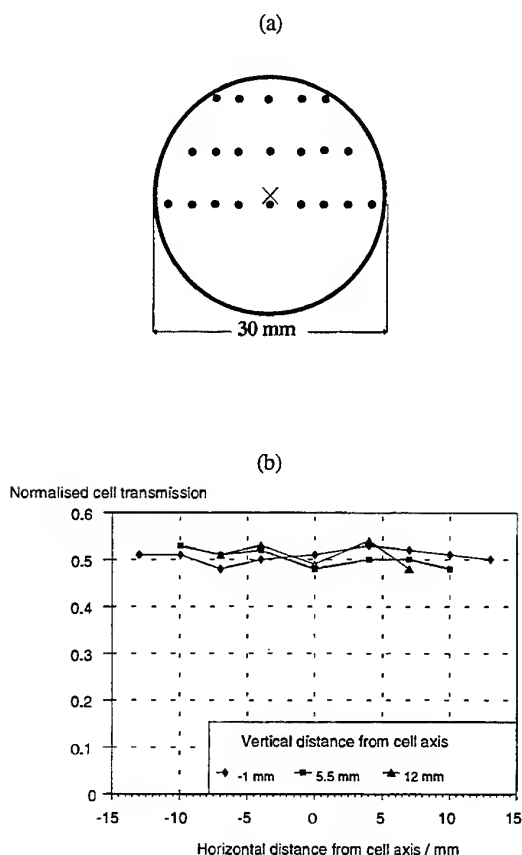 (a)
30 mm
(b)
Normalised cell transmission
0.6
0.5
0.4
0.3
0.2
0.1
0
Vertical distance from cell axis
-1 mm 5.5 mm 12 mm
-15 -10 -5 0 5 10 15
Horizontal distance from cell axis / mm